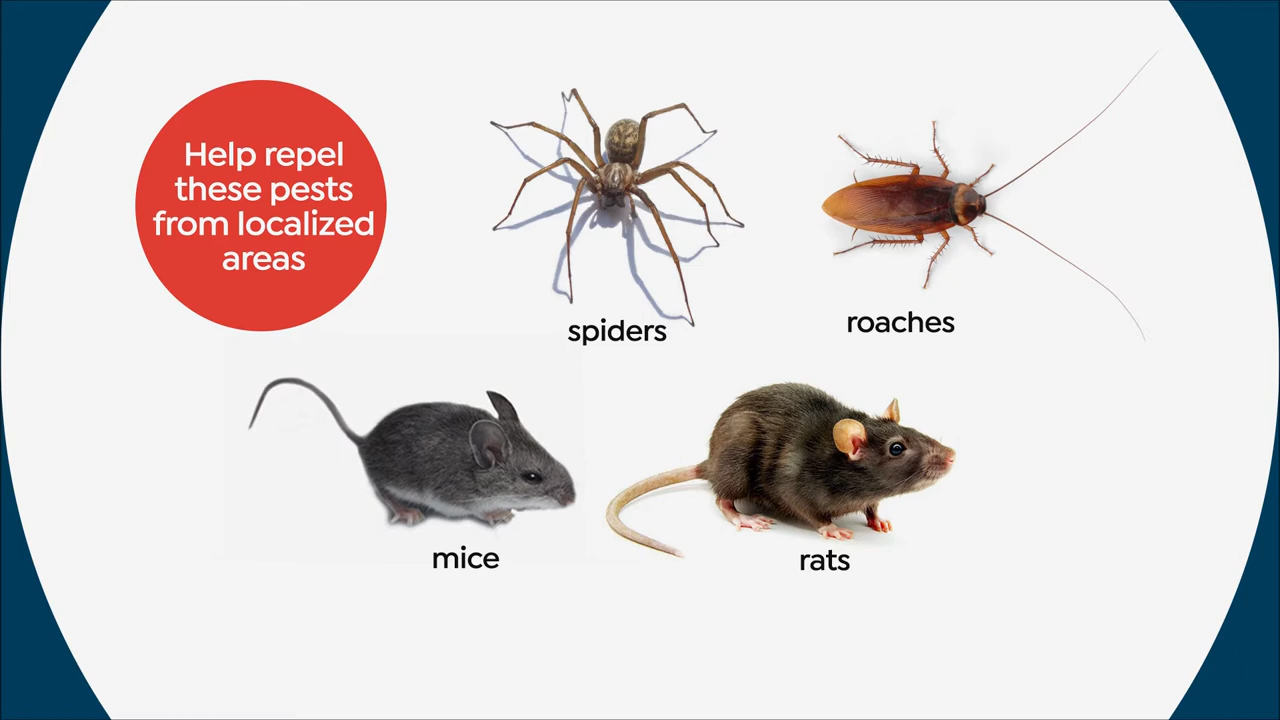 Help repel
these pests
from localized
areas
spiders
roaches
mice
rats